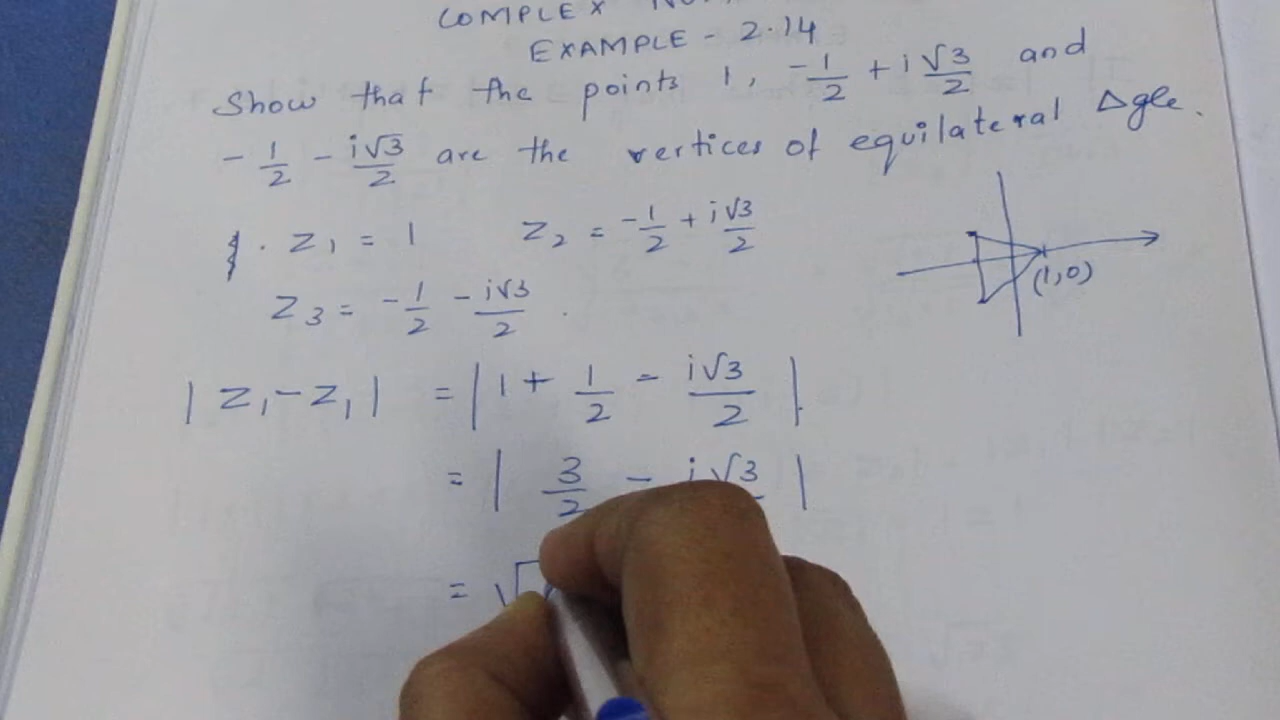 COMPLEX
EXAMPLE - 2.14
Show that the points 1, -1/2 + i√3/2 and
-1/2 - i√3/2 are the vertices of equilateral Δgle.
z₁ = 1 z₂ = -1/2 + i√3/2
z₃ = -1/2 - i√3/2 .
(1,0)
|z₁ - z₁| = |1 + 1/2 - i√3/2|
= |3/2 - i√3/2|
= √